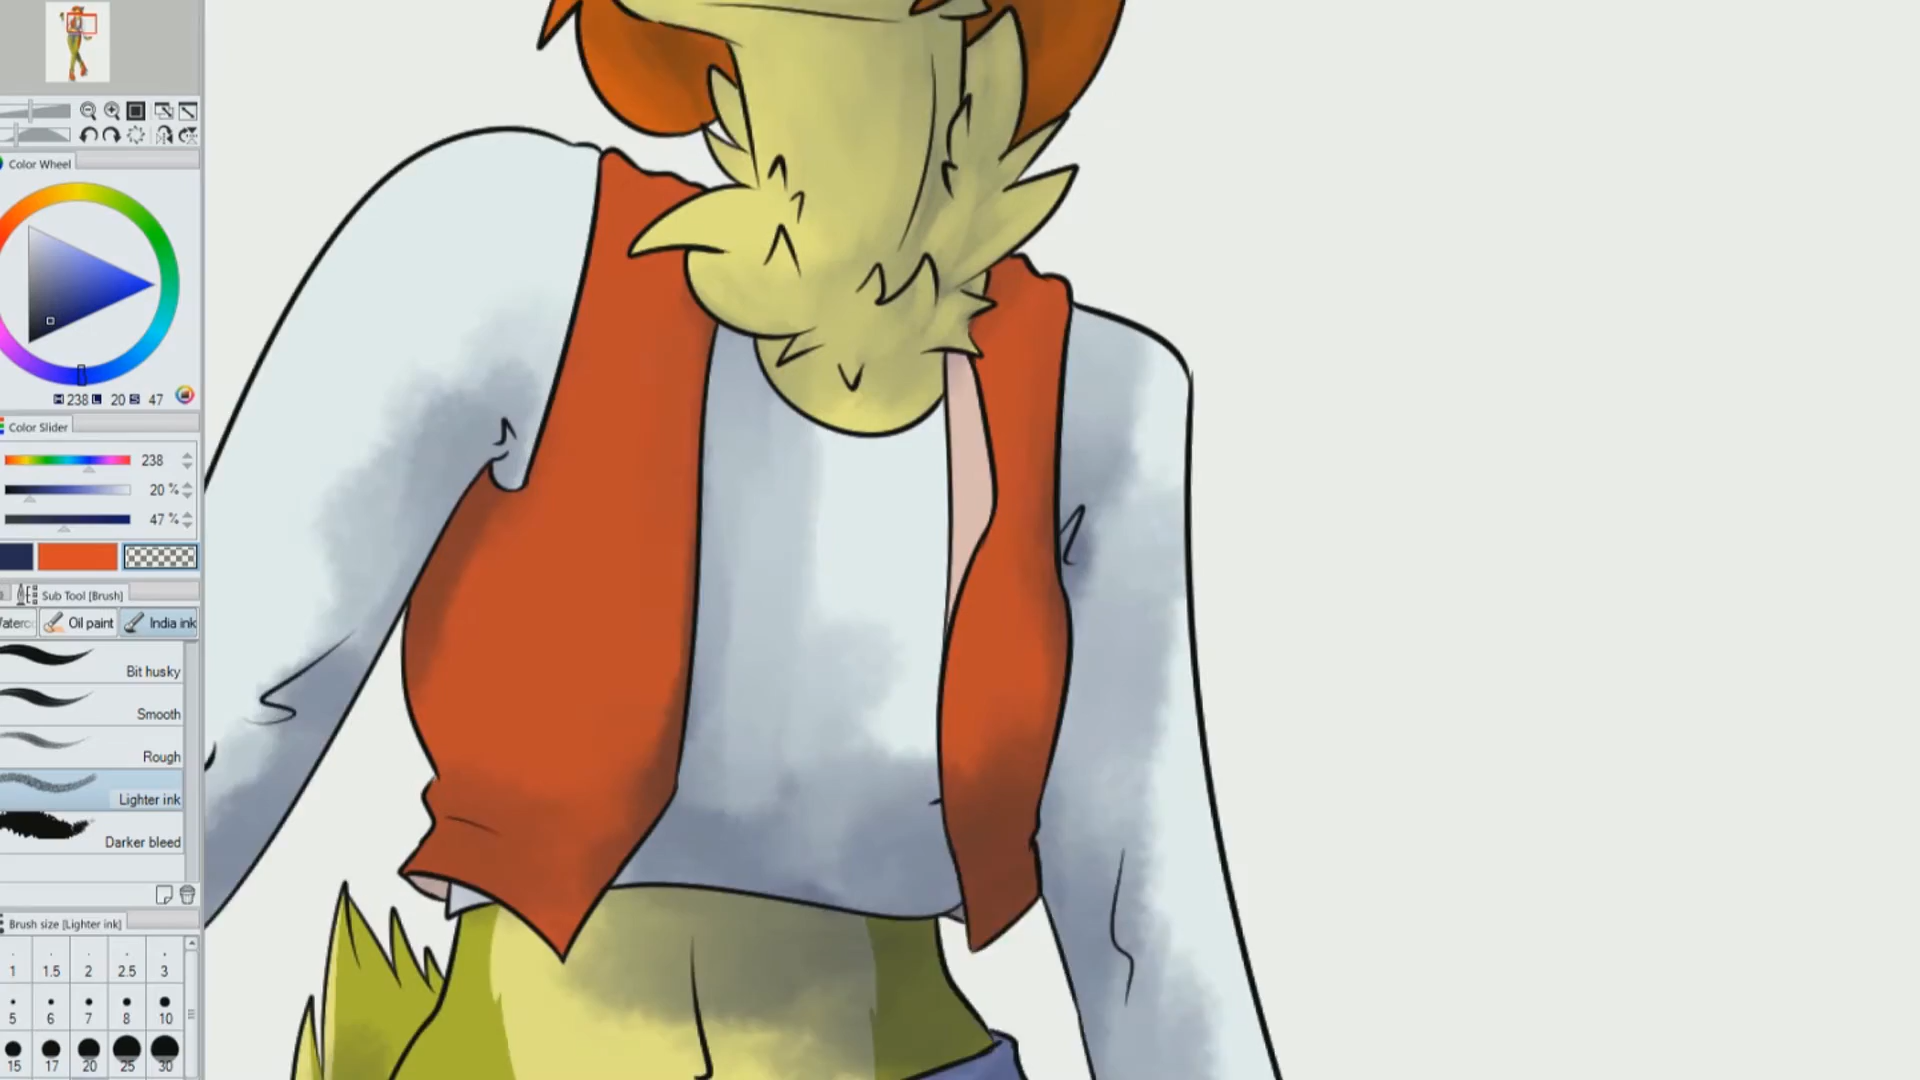 Color Wheel
H 238 L 20 S 47
Color Slider
238
20 %
47 %
Sub Tool [Brush]
Waterc Oil paint India ink
Bit husky
Smooth
Rough
Lighter ink
Darker bleed
Brush size [Lighter ink]
1 1.5 2 2.5 3
5 6 7 8 10
15 17 20 25 30